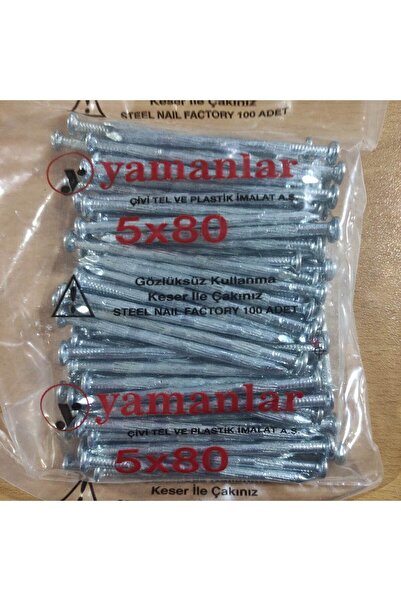 Keser İle Çakınız
STEEL NAIL FACTORY 100 ADET
yamanlar
ÇİVİ TEL VE PLASTİK İMALAT A.Ş.
5x80
Gözlüksüz Kullanma
Keser İle Çakınız
STEEL NAIL FACTORY 100 ADET
yamanlar
ÇİVİ TEL VE PLASTİK İMALAT A.Ş.
5x80
Keser İle Çakınız